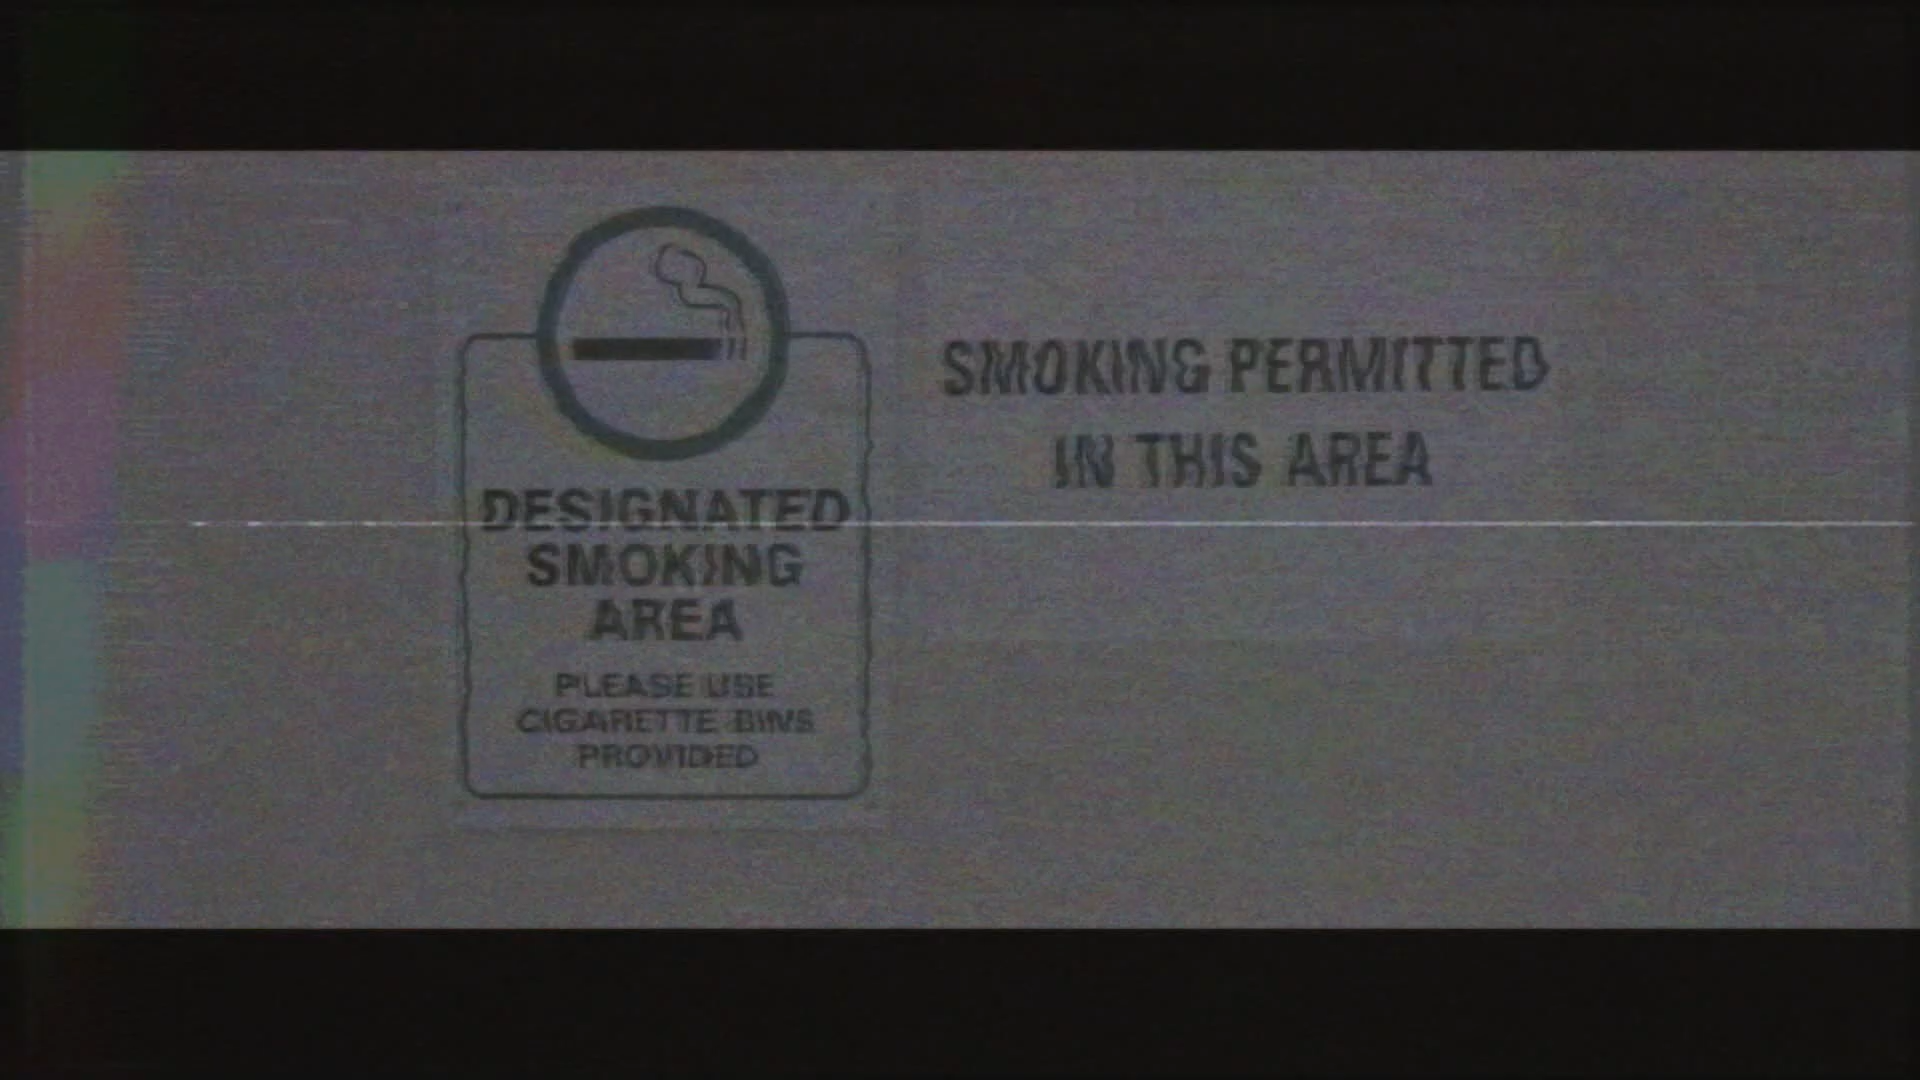 DESIGNATED
SMOKING
AREA
PLEASE USE
CIGARETTE BINS
PROVIDED
SMOKING PERMITTED
IN THIS AREA